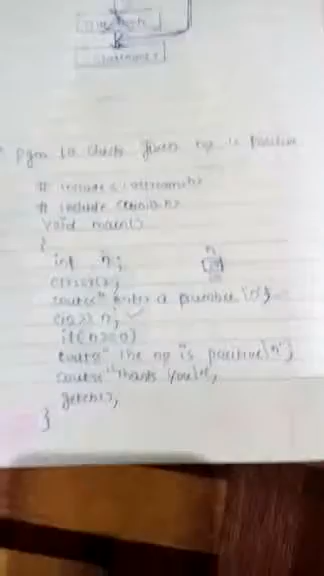 Pgm to check given no is positive
# include <iostream.h>
# include <conio.h>
void main()
{
int n;
n
clrscr();
cout<<"enter a number \n";
cin>> n;
if(n>=0)
cout<<" the no is positive\n"
cout<<"Thank you\n",
getch();
}